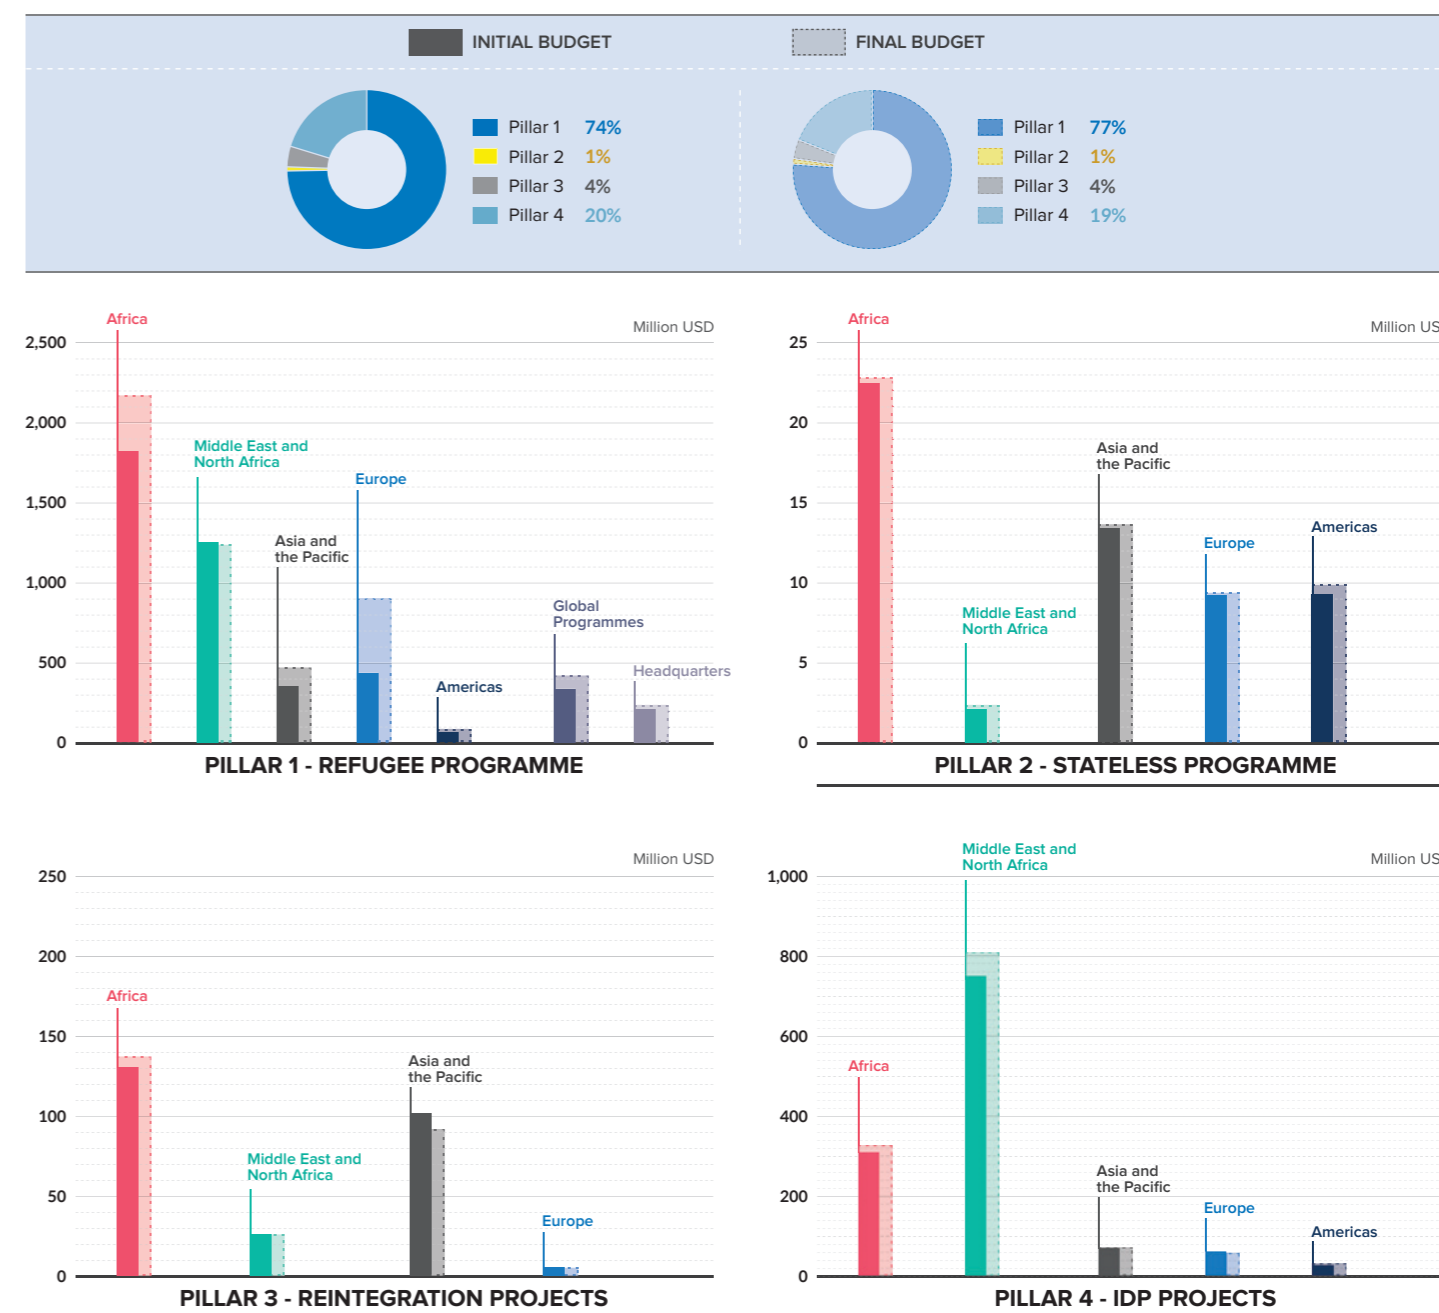 INITIAL BUDGET
FINAL BUDGET
Pillar 1 74%
Pillar 2 1%
Pillar 3 4%
Pillar 4 20%
Pillar 1 77%
Pillar 2 1%
Pillar 3 4%
Pillar 4 19%
Million USD
2,500
2,000
1,500
1,000
500
0
Africa
Middle East and
North Africa
Asia and
the Pacific
Europe
Americas
Global
Programmes
Headquarters
PILLAR 1 - REFUGEE PROGRAMME
Million US
25
20
15
10
5
0
Africa
Middle East and
North Africa
Asia and
the Pacific
Europe
Americas
PILLAR 2 - STATELESS PROGRAMME
Million USD
250
200
150
100
50
0
Africa
Middle East and
North Africa
Asia and
the Pacific
Europe
PILLAR 3 - REINTEGRATION PROJECTS
Million US
1,000
800
600
400
200
0
Africa
Middle East and
North Africa
Asia and
the Pacific
Europe
Americas
PILLAR 4 - IDP PROJECTS